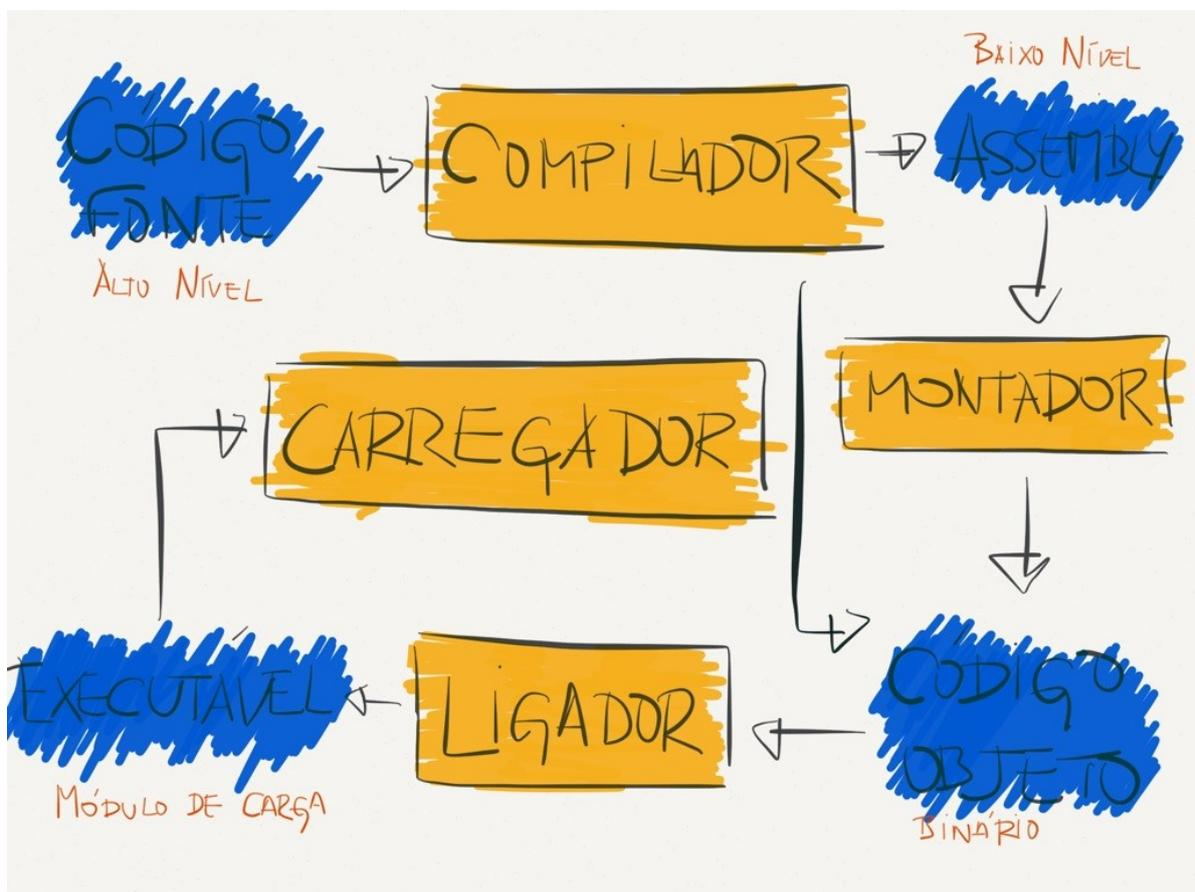 BAIXO NÍVEL
CÓDIGO
FONTE
COMPILADOR
ASSEMBLY
ALTO NÍVEL
CARREGADOR
MONTADOR
EXECUTÁVEL
LIGADOR
CÓDIGO
OBJETO
MÓDULO DE CARGA
BINÁRIO